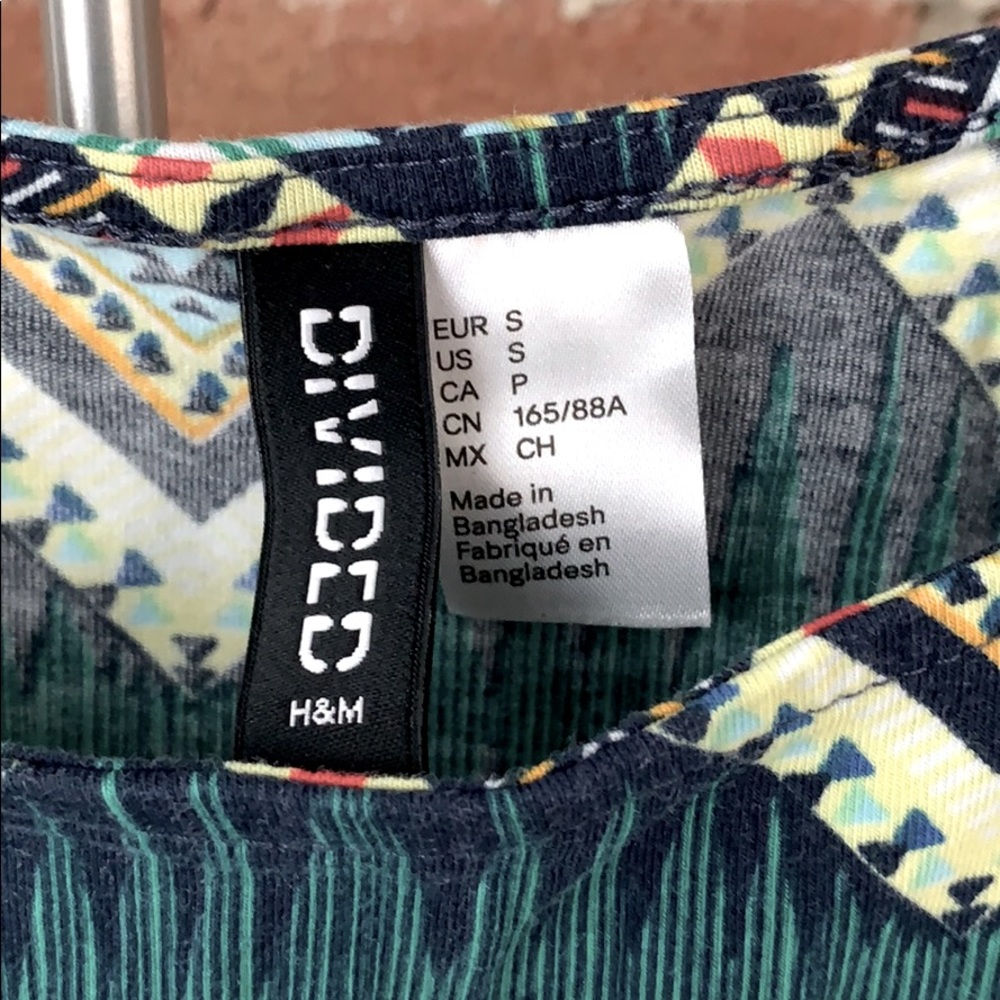 DIVIDED
H&M
EUR S
US S
CA P
CN 165/88A
MX CH
Made in
Bangladesh
Fabriqué en
Bangladesh